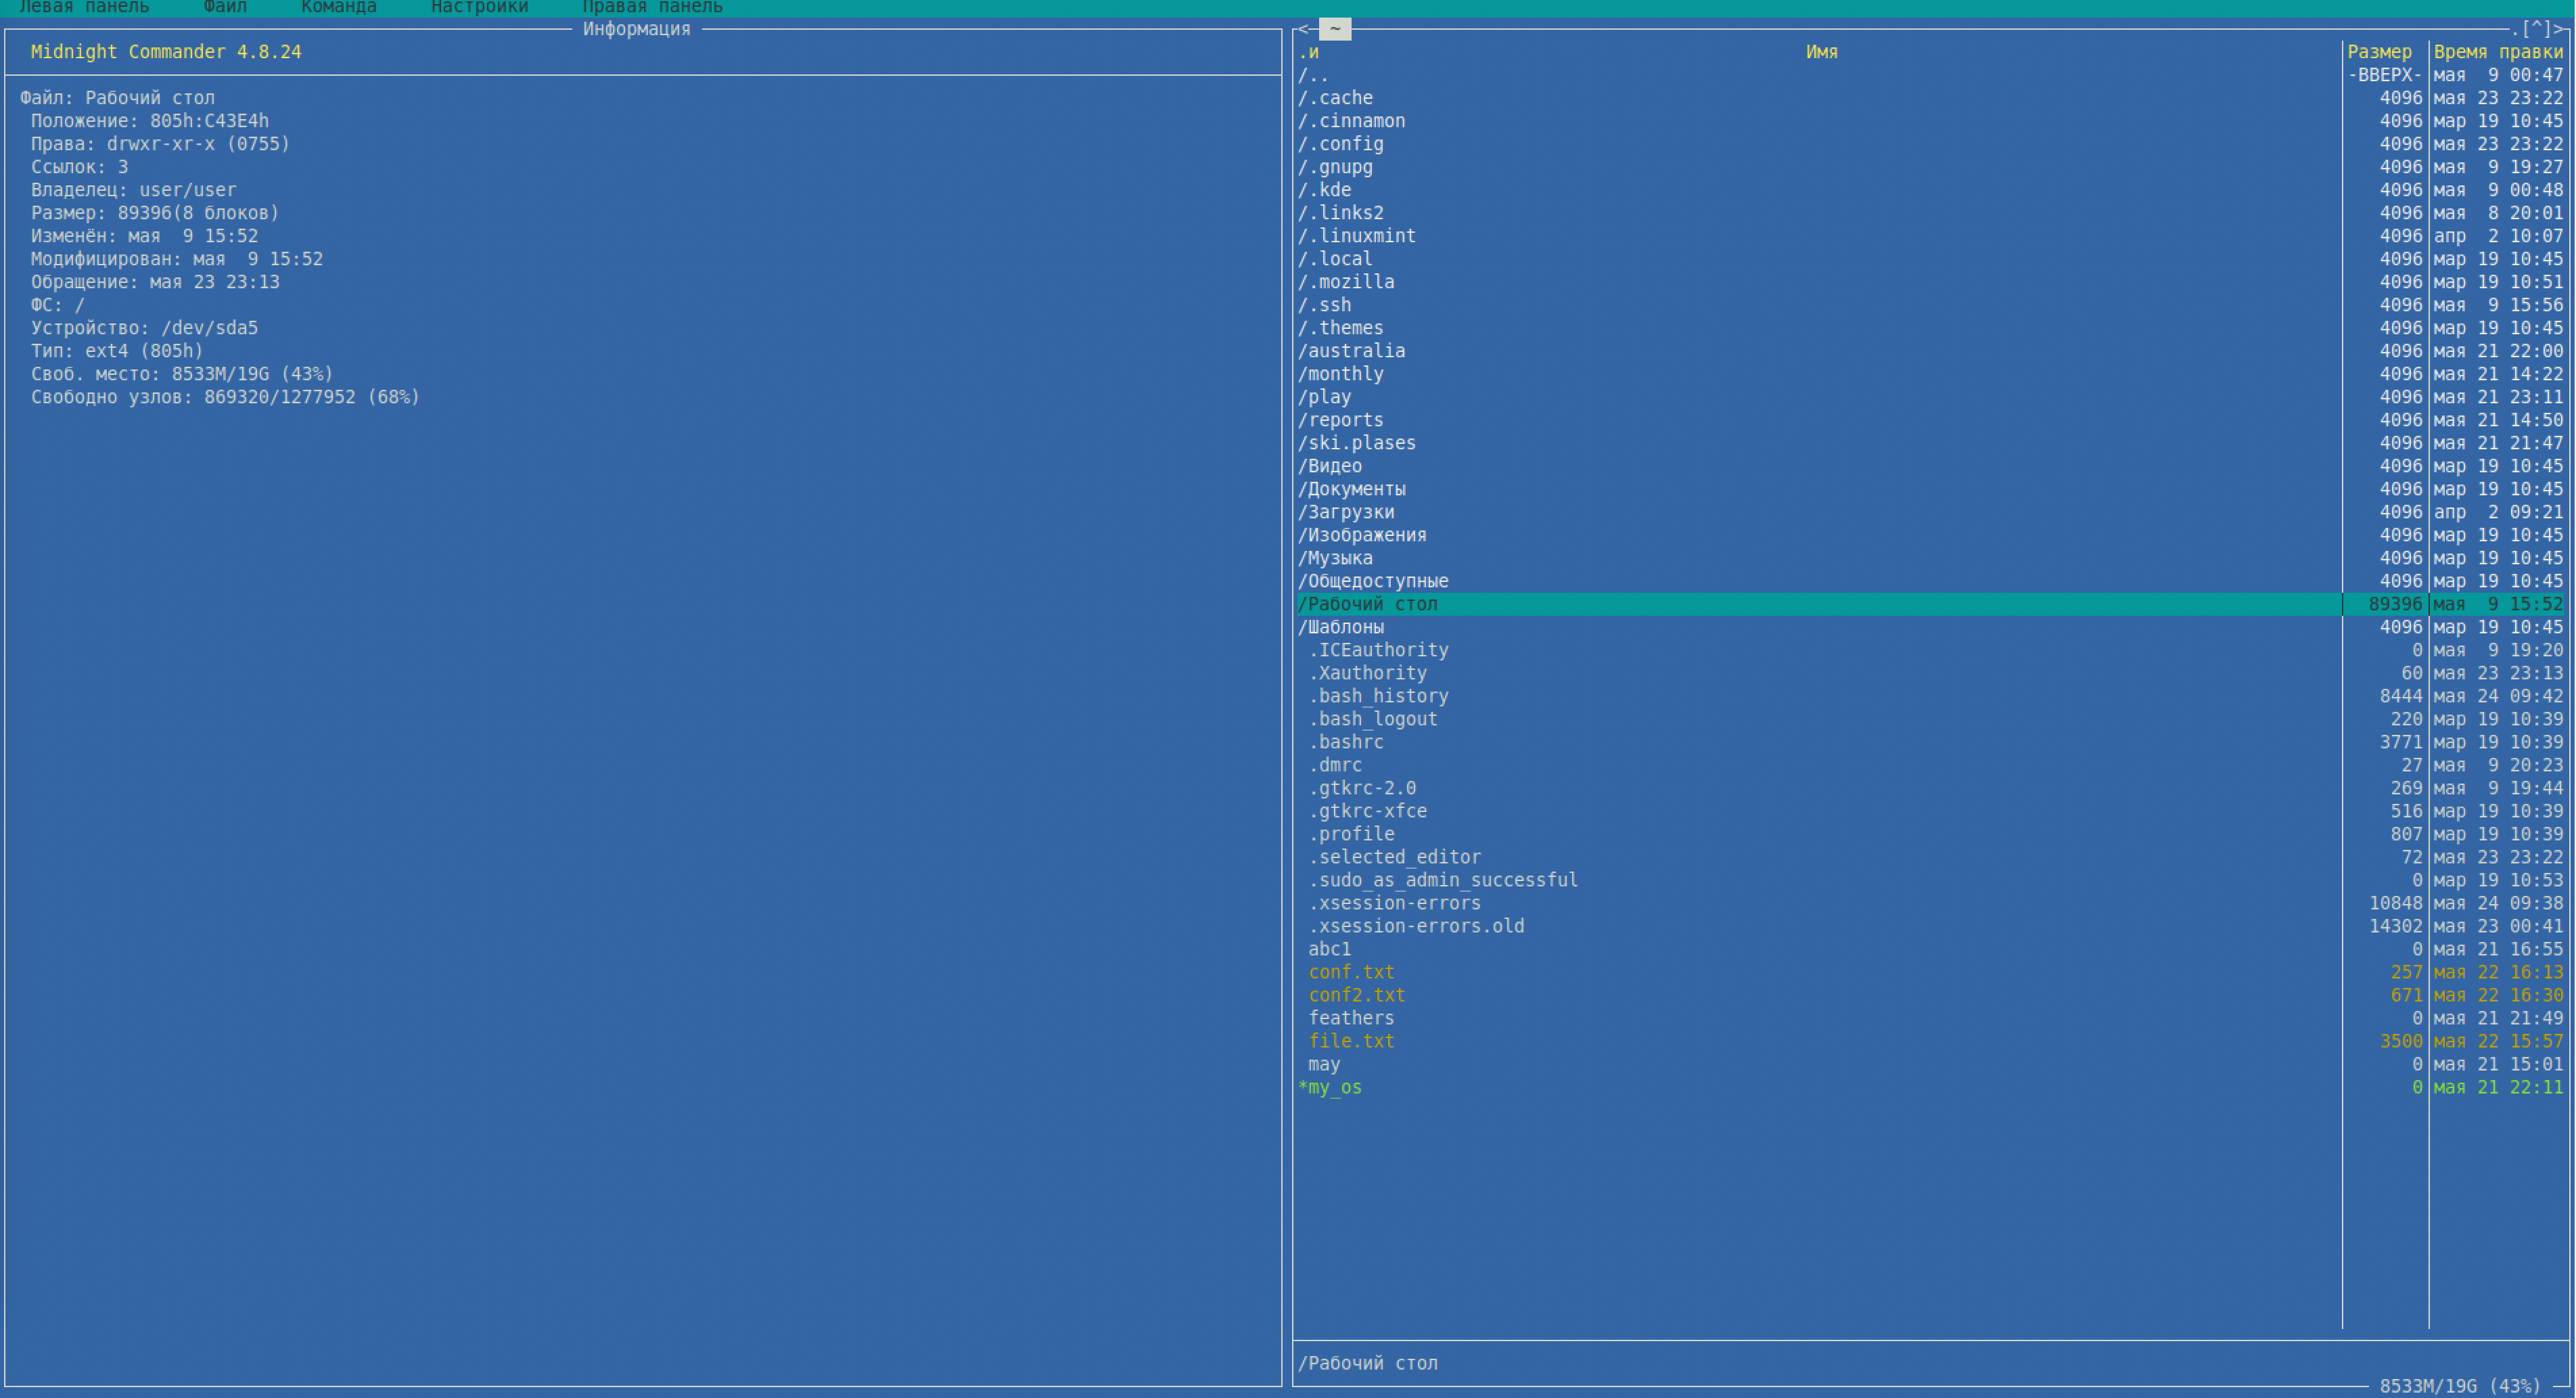 Левая панель Файл Команда Настройки Правая панель
Информация
Midnight Commander 4.8.24
Файл: Рабочий стол
Положение: 805h:C43E4h
Права: drwxr-xr-x (0755)
Ссылок: 3
Владелец: user/user
Размер: 89396(8 блоков)
Изменён: мая  9 15:52
Модифицирован: мая  9 15:52
Обращение: мая 23 23:13
ФС: /
Устройство: /dev/sda5
Тип: ext4 (805h)
Своб. место: 8533M/19G (43%)
Свободно узлов: 869320/1277952 (68%)
<─ ~ .[^]>
.и Имя Размер Время правки
/.. -ВВЕРХ- мая  9 00:47
/.cache 4096 мая 23 23:22
/.cinnamon 4096 мар 19 10:45
/.config 4096 мая 23 23:22
/.gnupg 4096 мая  9 19:27
/.kde 4096 мая  9 00:48
/.links2 4096 мая  8 20:01
/.linuxmint 4096 апр  2 10:07
/.local 4096 мар 19 10:45
/.mozilla 4096 мар 19 10:51
/.ssh 4096 мая  9 15:56
/.themes 4096 мар 19 10:45
/australia 4096 мая 21 22:00
/monthly 4096 мая 21 14:22
/play 4096 мая 21 23:11
/reports 4096 мая 21 14:50
/ski.plases 4096 мая 21 21:47
/Видео 4096 мар 19 10:45
/Документы 4096 мар 19 10:45
/Загрузки 4096 апр  2 09:21
/Изображения 4096 мар 19 10:45
/Музыка 4096 мар 19 10:45
/Общедоступные 4096 мар 19 10:45
/Рабочий стол 89396 мая  9 15:52
/Шаблоны 4096 мар 19 10:45
.ICEauthority 0 мая  9 19:20
.Xauthority 60 мая 23 23:13
.bash_history 8444 мая 24 09:42
.bash_logout 220 мар 19 10:39
.bashrc 3771 мар 19 10:39
.dmrc 27 мая  9 20:23
.gtkrc-2.0 269 мая  9 19:44
.gtkrc-xfce 516 мар 19 10:39
.profile 807 мар 19 10:39
.selected_editor 72 мая 23 23:22
.sudo_as_admin_successful 0 мар 19 10:53
.xsession-errors 10848 мая 24 09:38
.xsession-errors.old 14302 мая 23 00:41
abc1 0 мая 21 16:55
conf.txt 257 мая 22 16:13
conf2.txt 671 мая 22 16:30
feathers 0 мая 21 21:49
file.txt 3500 мая 22 15:57
may 0 мая 21 15:01
*my_os 0 мая 21 22:11
/Рабочий стол
8533M/19G (43%)